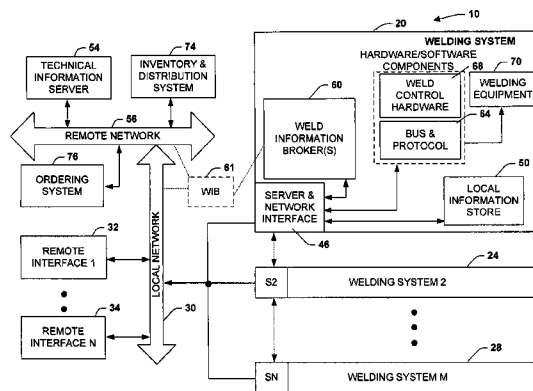 20
10
54
74
TECHNICAL
INFORMATION
SERVER
INVENTORY &
DISTRIBUTION
SYSTEM
WELDING SYSTEM
HARDWARE/SOFTWARE
COMPONENTS
68
70
60
WELD
CONTROL
HARDWARE
WELDING
EQUIPMENT
56
REMOTE NETWORK
WELD
INFORMATION
BROKER(S)
64
BUS &
PROTOCOL
76
61
50
ORDERING
SYSTEM
WIB
SERVER &
NETWORK
INTERFACE
LOCAL
INFORMATION
STORE
32
46
REMOTE
INTERFACE 1
LOCAL NETWORK
24
S2
WELDING SYSTEM 2
34
30
REMOTE
INTERFACE N
28
SN
WELDING SYSTEM M